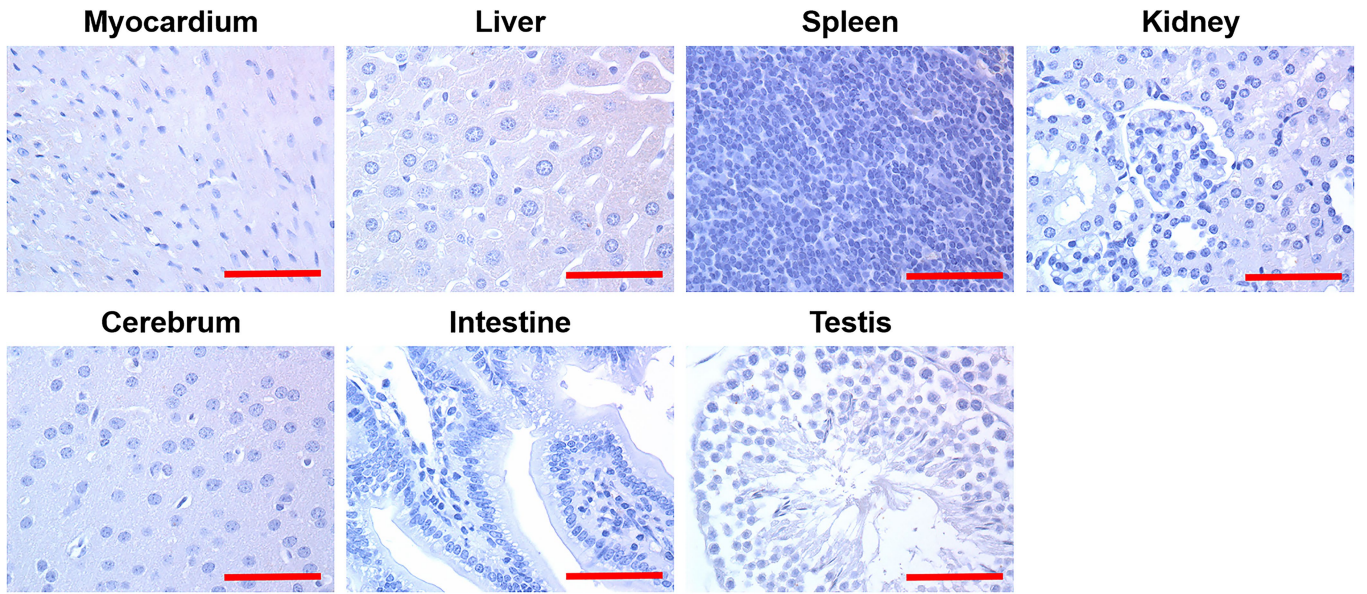 Myocardium
Liver
Spleen
Kidney
Cerebrum
Intestine
Testis